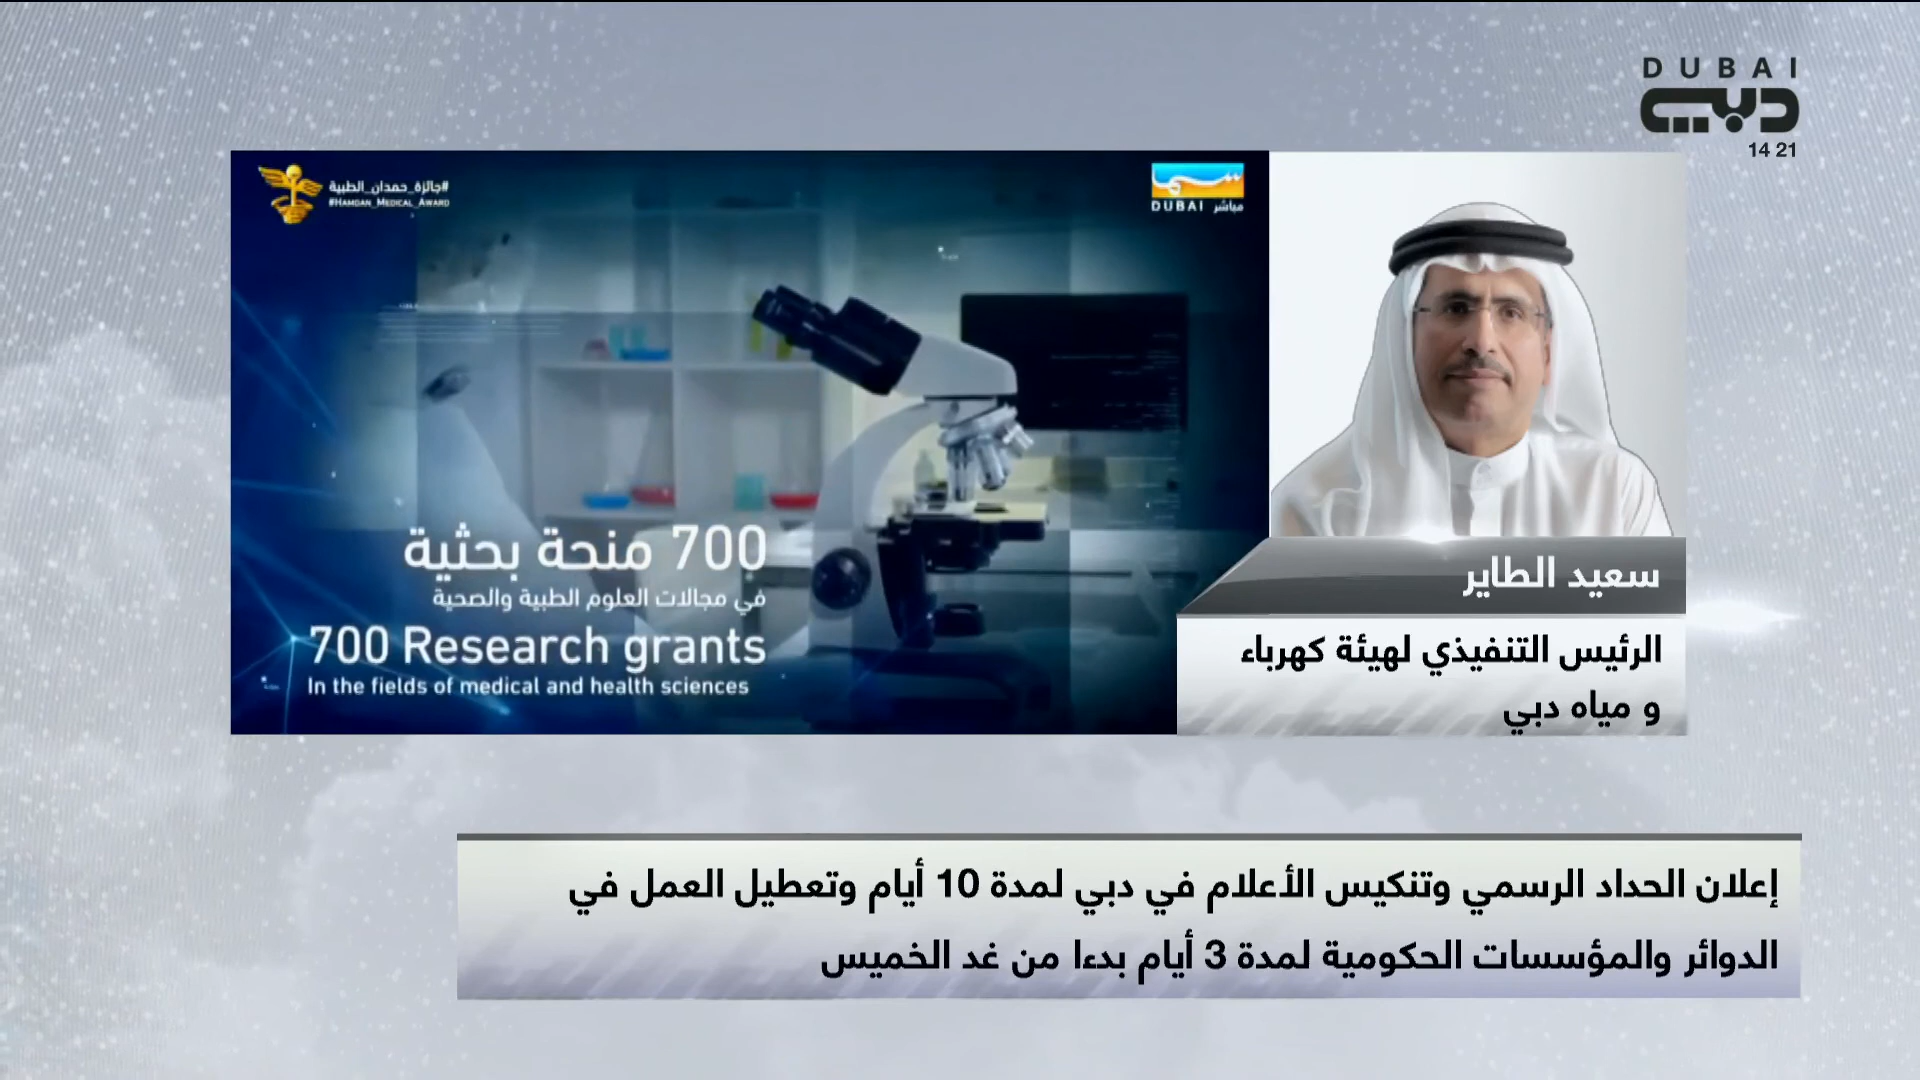 DUBAI
دبي
14 21
#جائزة_حمدان_الطبية
#HAMDAN_MEDICAL_AWARD
سما
DUBAI مباشر
700 منحة بحثية
في مجالات العلوم الطبية والصحية
700 Research grants
In the fields of medical and health sciences
سعيد الطاير
الرئيس التنفيذي لهيئة كهرباء
و مياه دبي
إعلان الحداد الرسمي وتنكيس الأعلام في دبي لمدة 10 أيام وتعطيل العمل في
الدوائر والمؤسسات الحكومية لمدة 3 أيام بدءا من غد الخميس